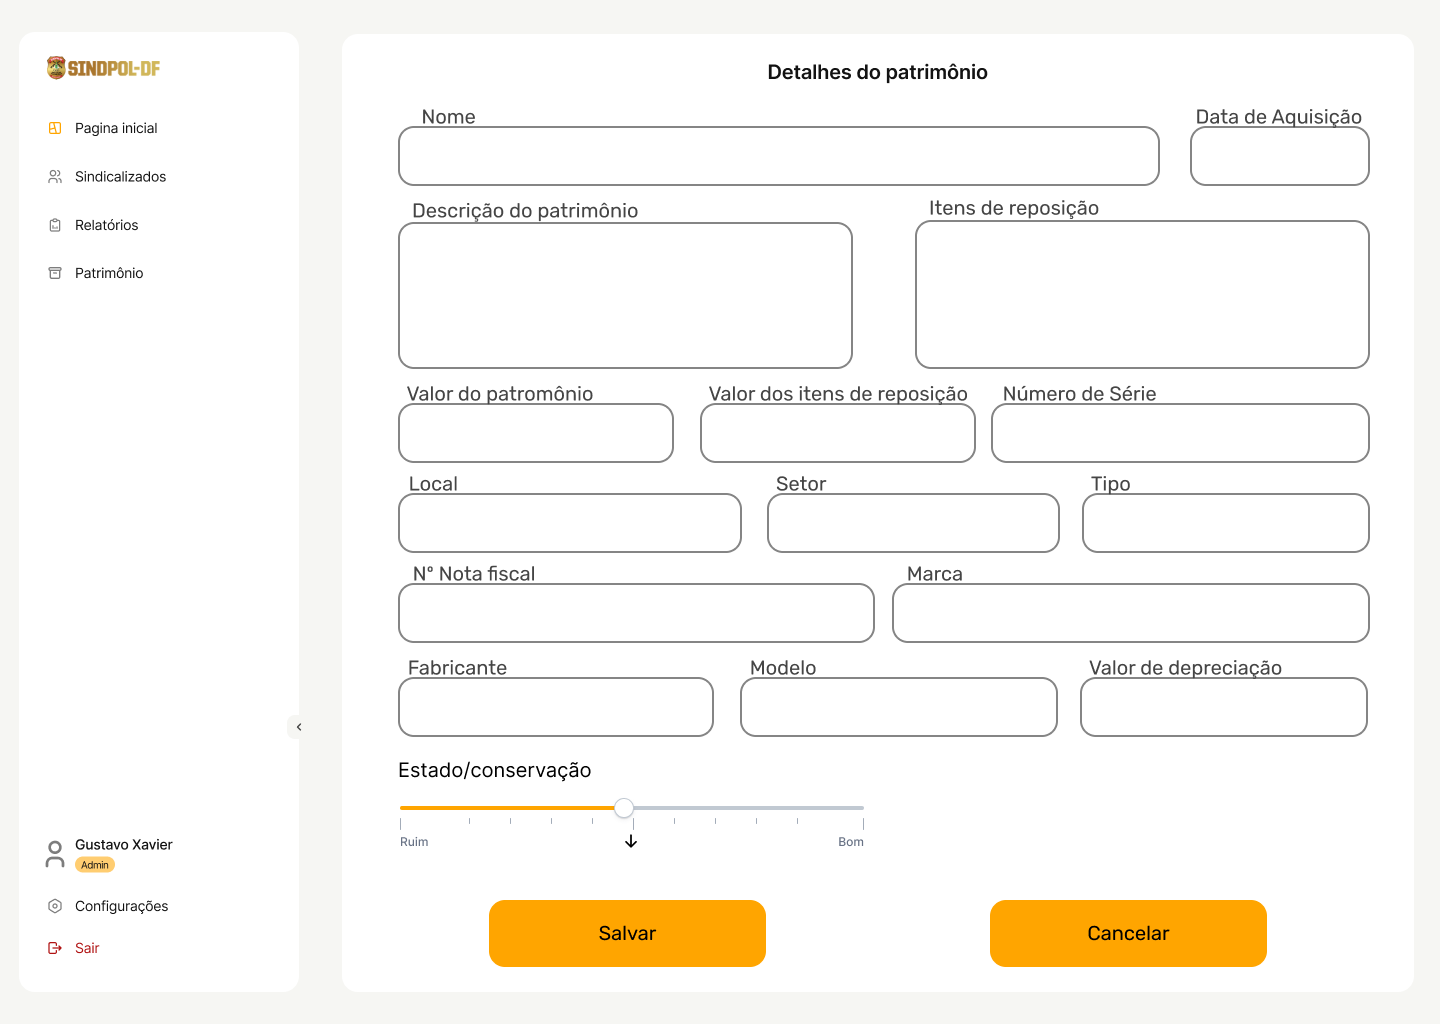 SINDPOL-DF
Pagina inicial
Sindicalizados
Relatórios
Patrimônio
Gustavo Xavier
Admin
Configurações
Sair
Detalhes do patrimônio
Nome
Data de Aquisição
Descrição do patrimônio
Itens de reposição
Valor do patromônio
Valor dos itens de reposição
Número de Série
Local
Setor
Tipo
Nº Nota fiscal
Marca
Fabricante
Modelo
Valor de depreciação
Estado/conservação
Ruim
Bom
Salvar
Cancelar